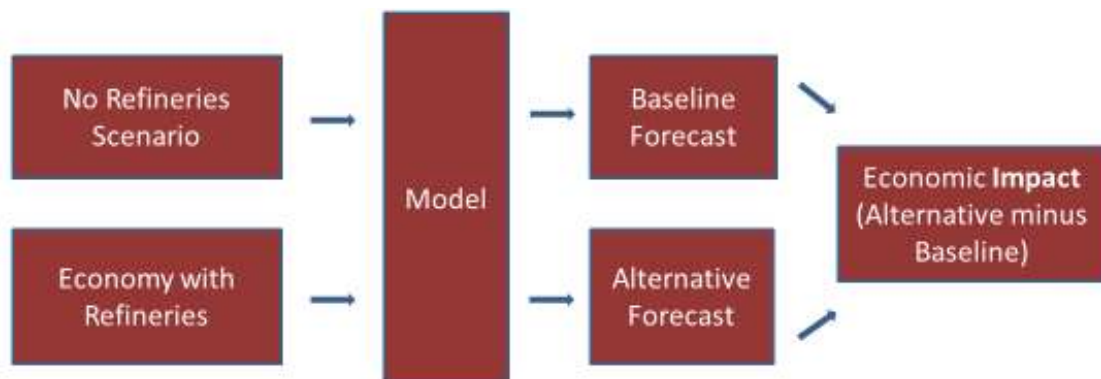 No Refineries
Scenario
Economy with
Refineries
Model
Baseline
Forecast
Alternative
Forecast
Economic Impact
(Alternative minus
Baseline)